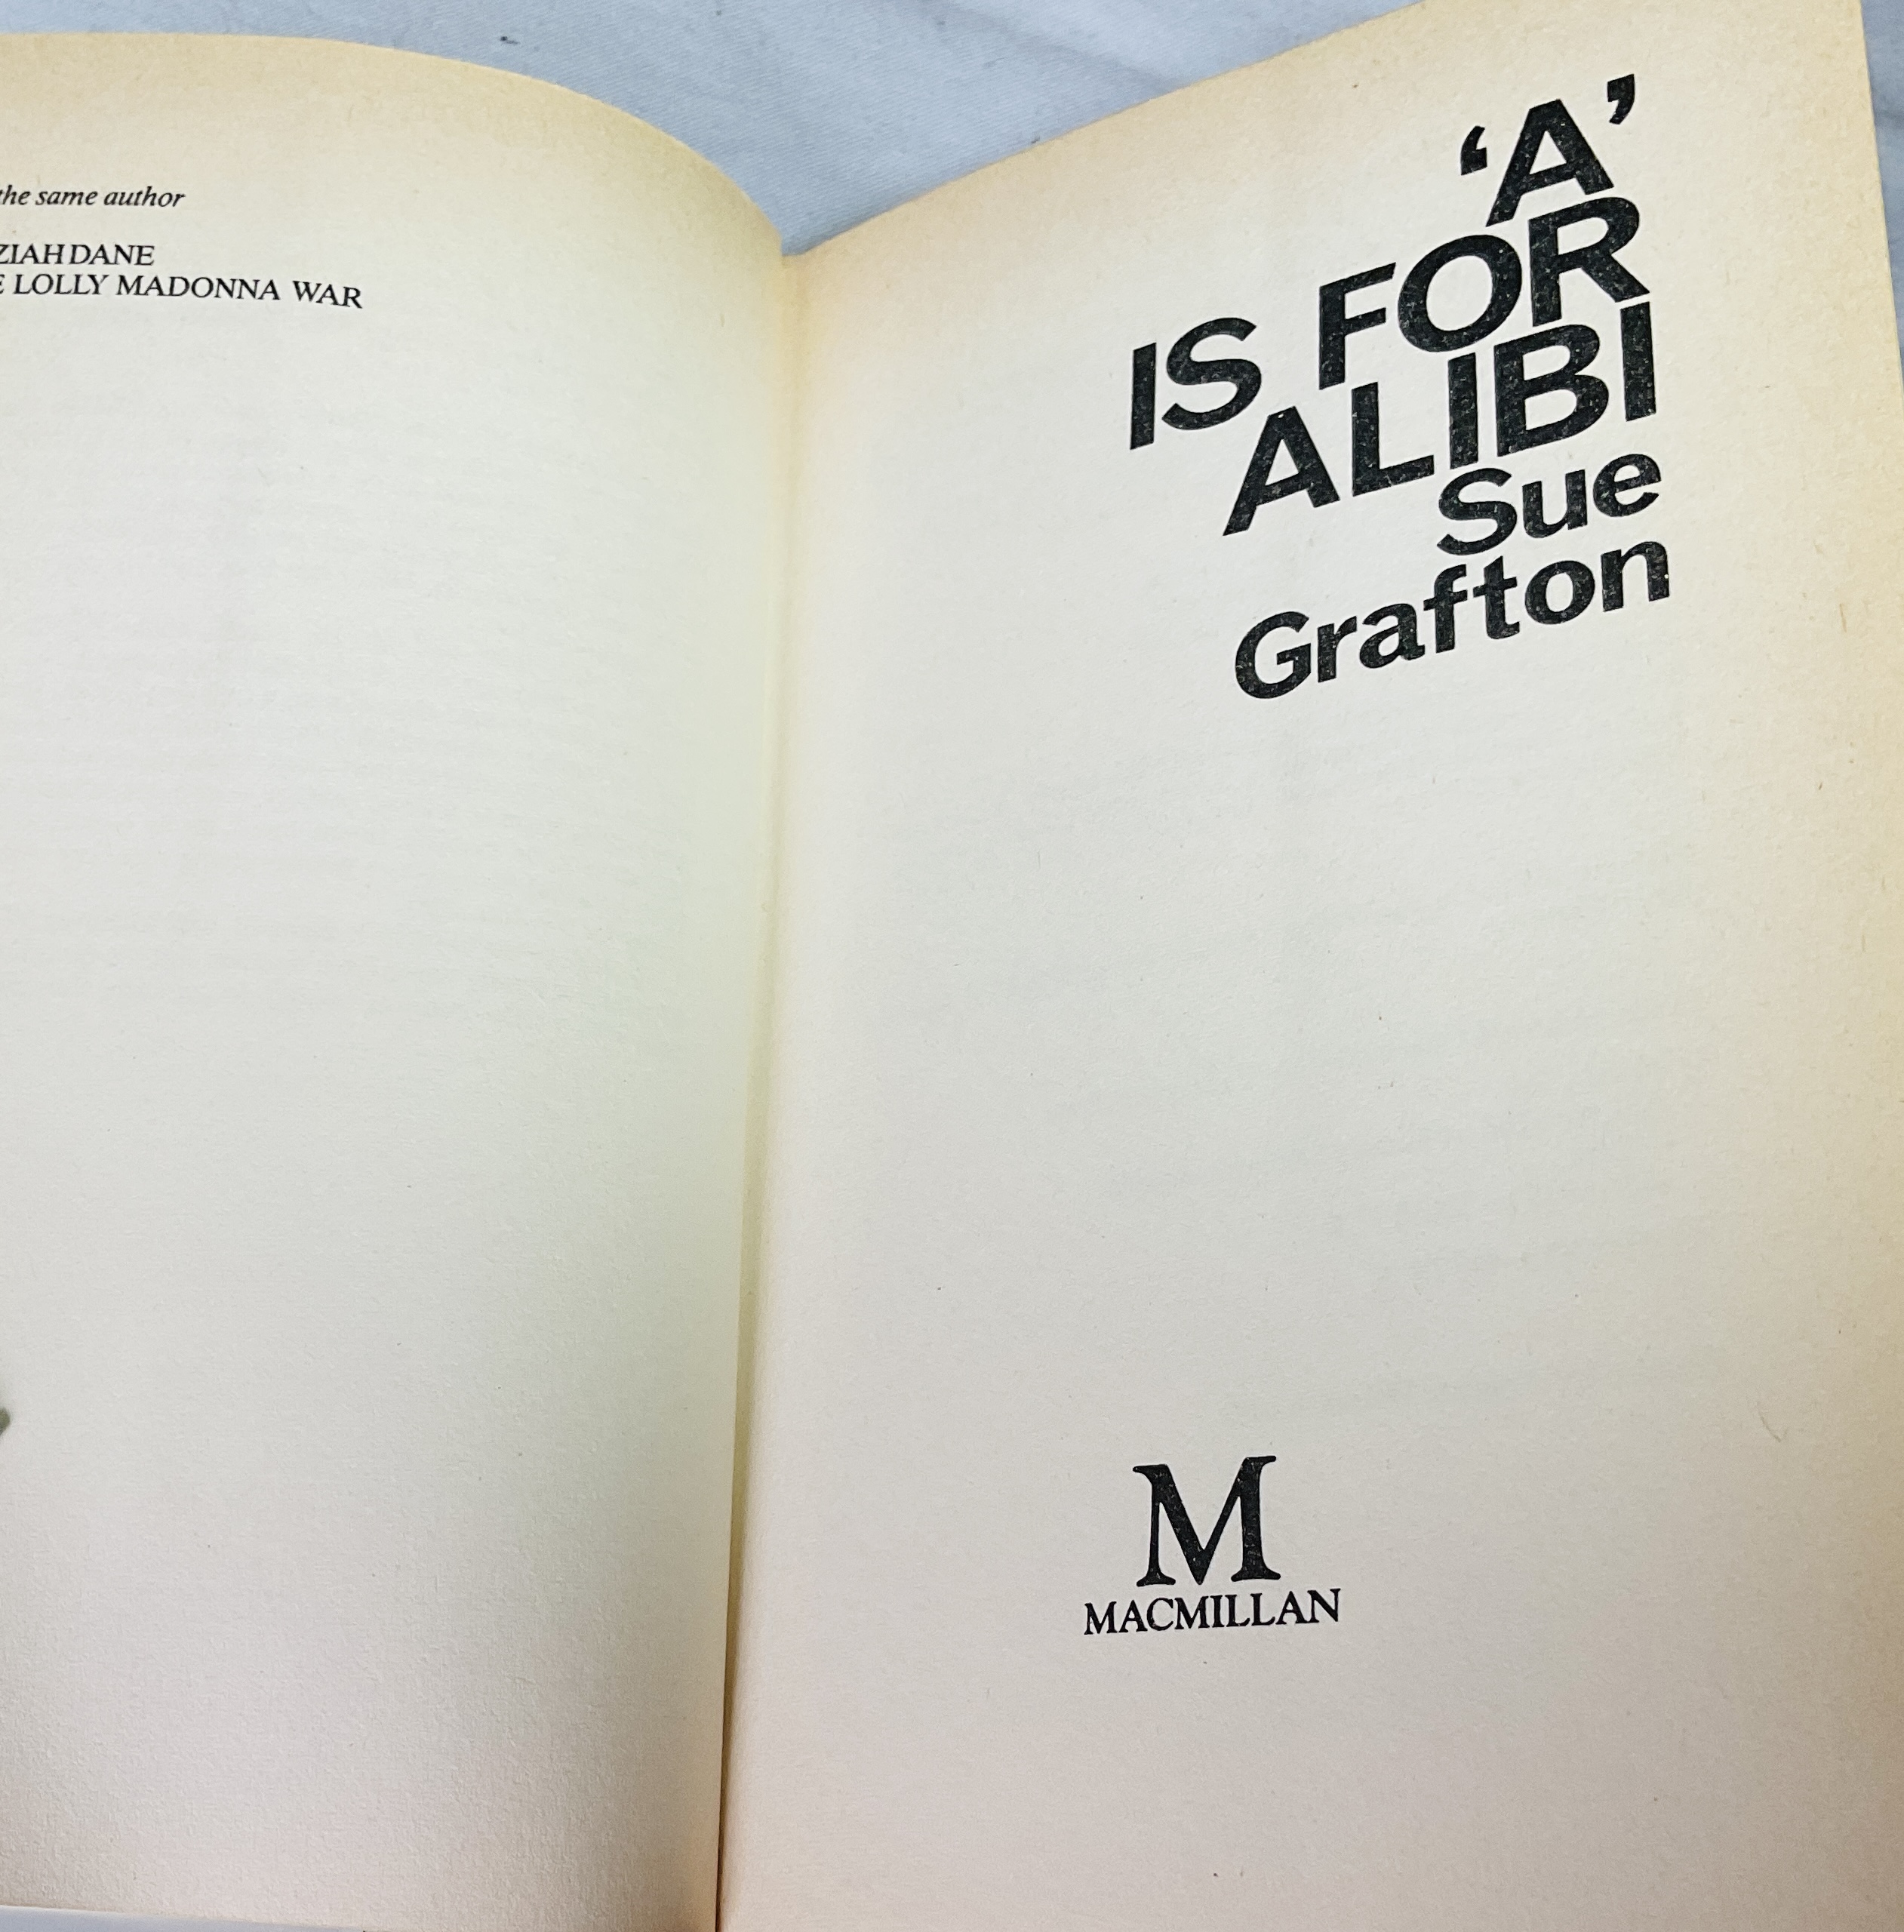 the same author
ZIAH DANE
E LOLLY MADONNA WAR
‘A’
IS FOR
ALIBI
Sue
Grafton
M
MACMILLAN